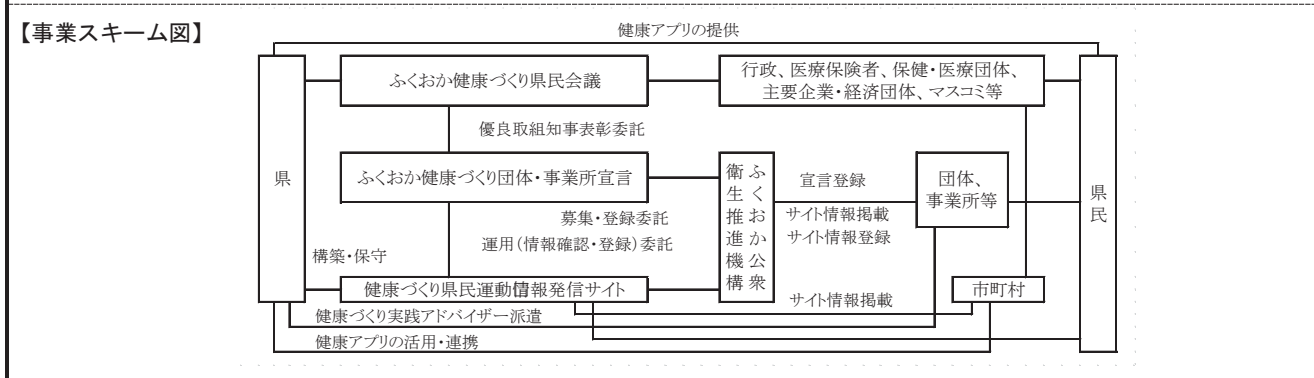 【事業スキーム図】
健康アプリの提供
ふくおか健康づくり県民会議
行政、医療保険者、保健・医療団体、
主要企業・経済団体、マスコミ等
優良取組知事表彰委託
県
ふくおか健康づくり団体・事業所宣言
ふくおか公衆
衛生推進機構
宣言登録
団体、
事業所等
県民
募集・登録委託
サイト情報掲載
運用(情報確認・登録)委託
サイト情報登録
構築・保守
健康づくり県民運動情報発信サイト
サイト情報掲載
市町村
健康づくり実践アドバイザー派遣
健康アプリの活用・連携